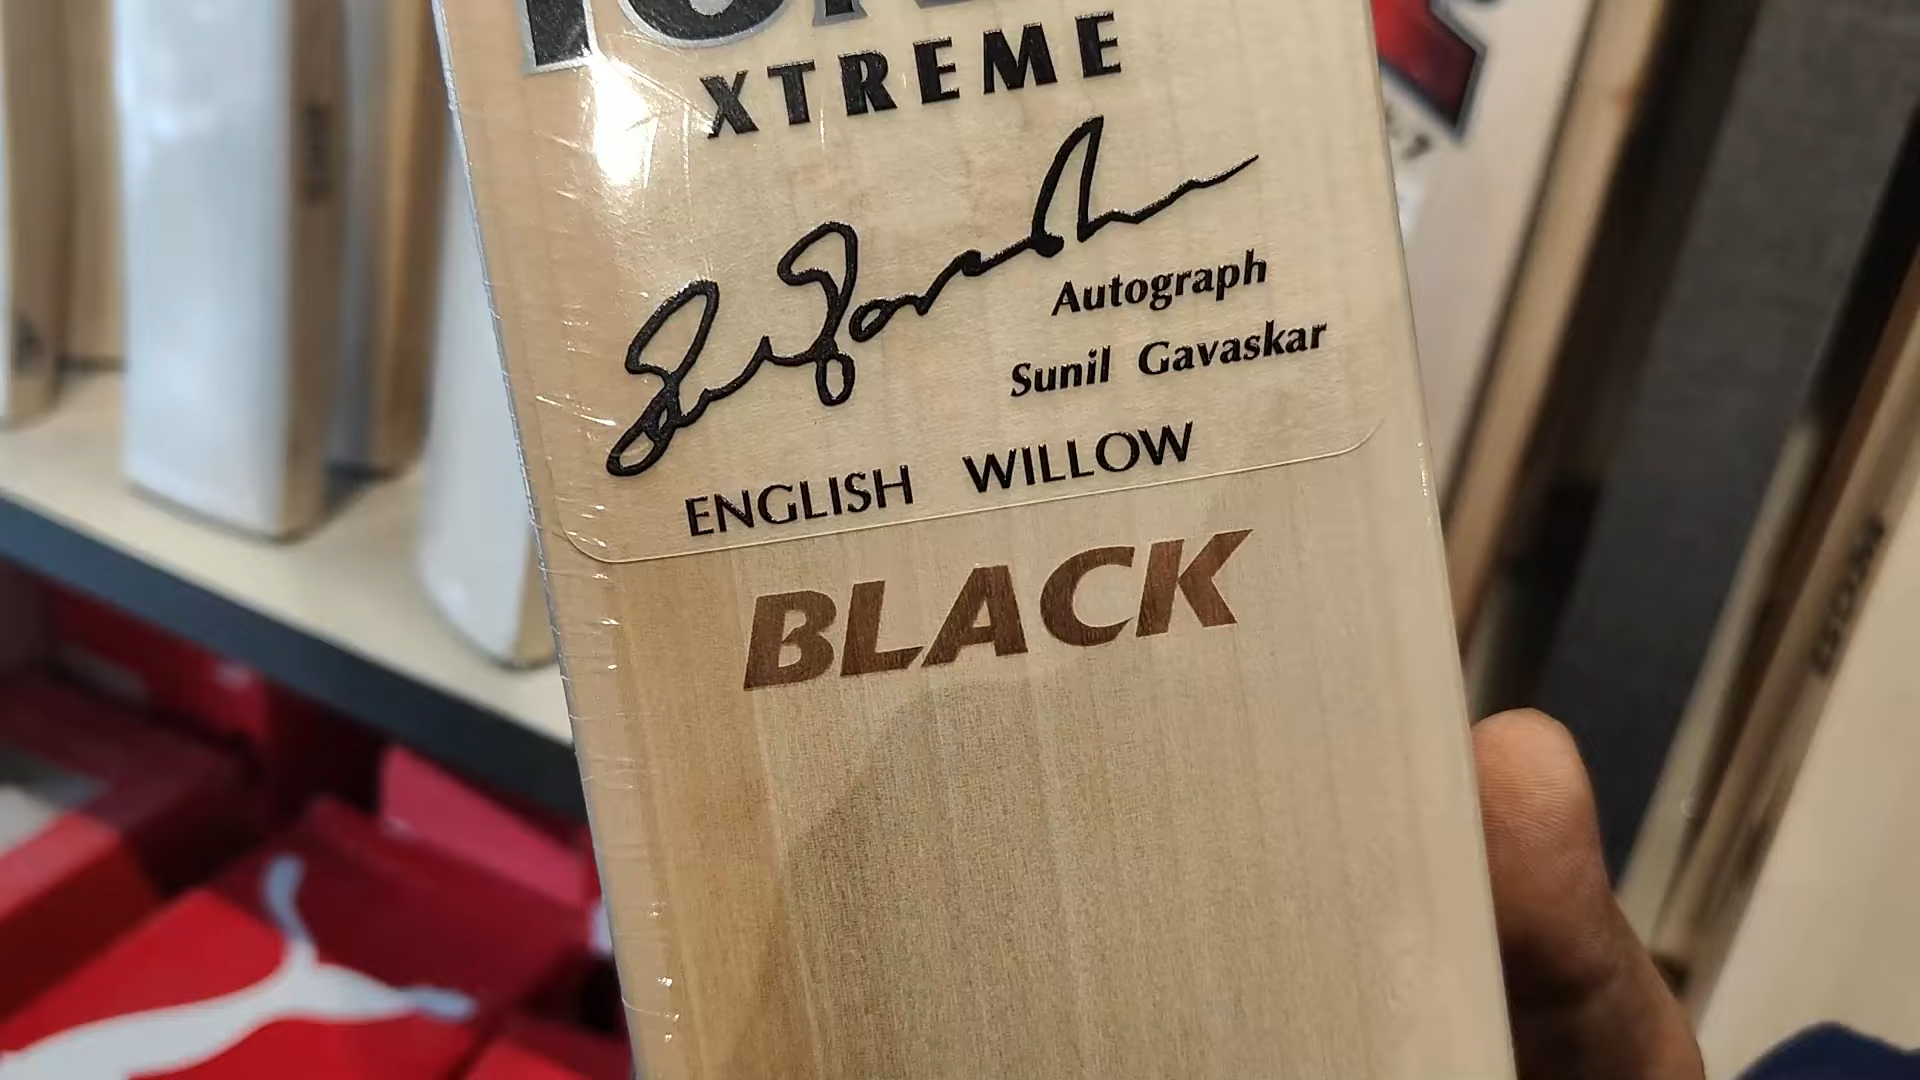 XTREME
Autograph
Sunil Gavaskar
ENGLISH WILLOW
BLACK